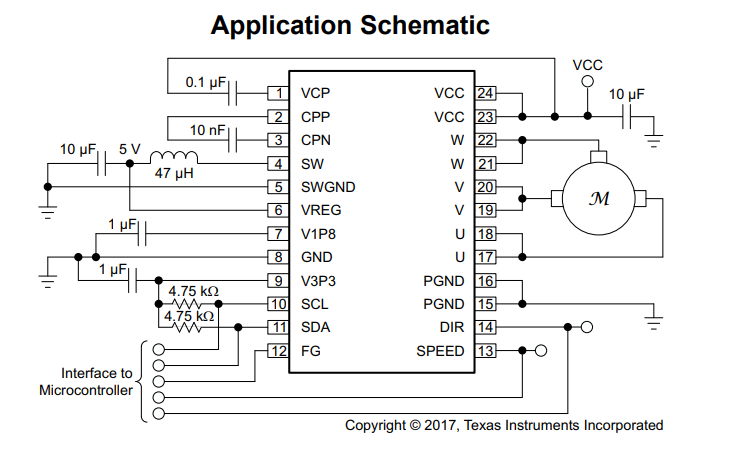 Application Schematic
VCC
0.1 µF
10 µF
1 VCP VCC 24
2 CPP VCC 23
10 nF
3 CPN W 22
10 µF 5 V
47 µH
4 SW W 21
5 SWGND V 20
M
6 VREG V 19
1 µF
7 V1P8 U 18
8 GND U 17
1 µF
9 V3P3 PGND 16
4.75 kΩ
10 SCL PGND 15
4.75 kΩ
11 SDA DIR 14
12 FG SPEED 13
Interface to
Microcontroller
Copyright © 2017, Texas Instruments Incorporated